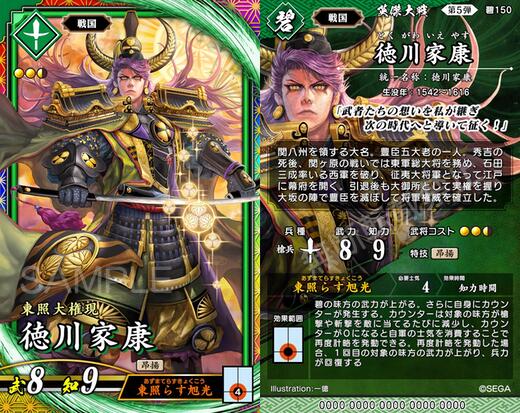 戦国
SAMPLE
東照大権現
徳川家康
昂揚
武8 知9
あずまてらすきょくこう
東照らす旭光
4
碧
戦国
英傑大戦
第5弾
碧150
とくがわ いえやす
徳川家康
統一名称:徳川家康
生没年:1542~1616
「武者たちの想いを私が継ぎ
次の時代へと導いて征く!」
関八州を領する大名。豊臣五大老の一人。秀吉の
死後、関ヶ原の戦いでは東軍総大将を務め、石田
三成率いる西軍を破り、征夷大将軍となって江戸
に幕府を開く。引退後も大御所として実権を握り
大坂の陣で豊臣を滅ぼして将軍権威を確立した。
兵種 武力 知力 武将コスト
槍兵 8 9
特技 昂揚
あずまてらすきょくこう 必要士気 効果時間
東照らす旭光 4 知力時間
効果範囲
碧の味方の武力が上がる。さらに自身にカウン
ターが発生する。カウンターは対象の味方が槍
撃や斬撃を敵に当てるたびに減少し、カウン
ターが0になると自軍の士気を消費することで
再度計略を発動できる。再度計略を発動した場
合、1回目の対象の味方の武力が上がり、兵力
が回復する
Illustration:一徳
©SEGA
0000-0000-0000-0000-0000